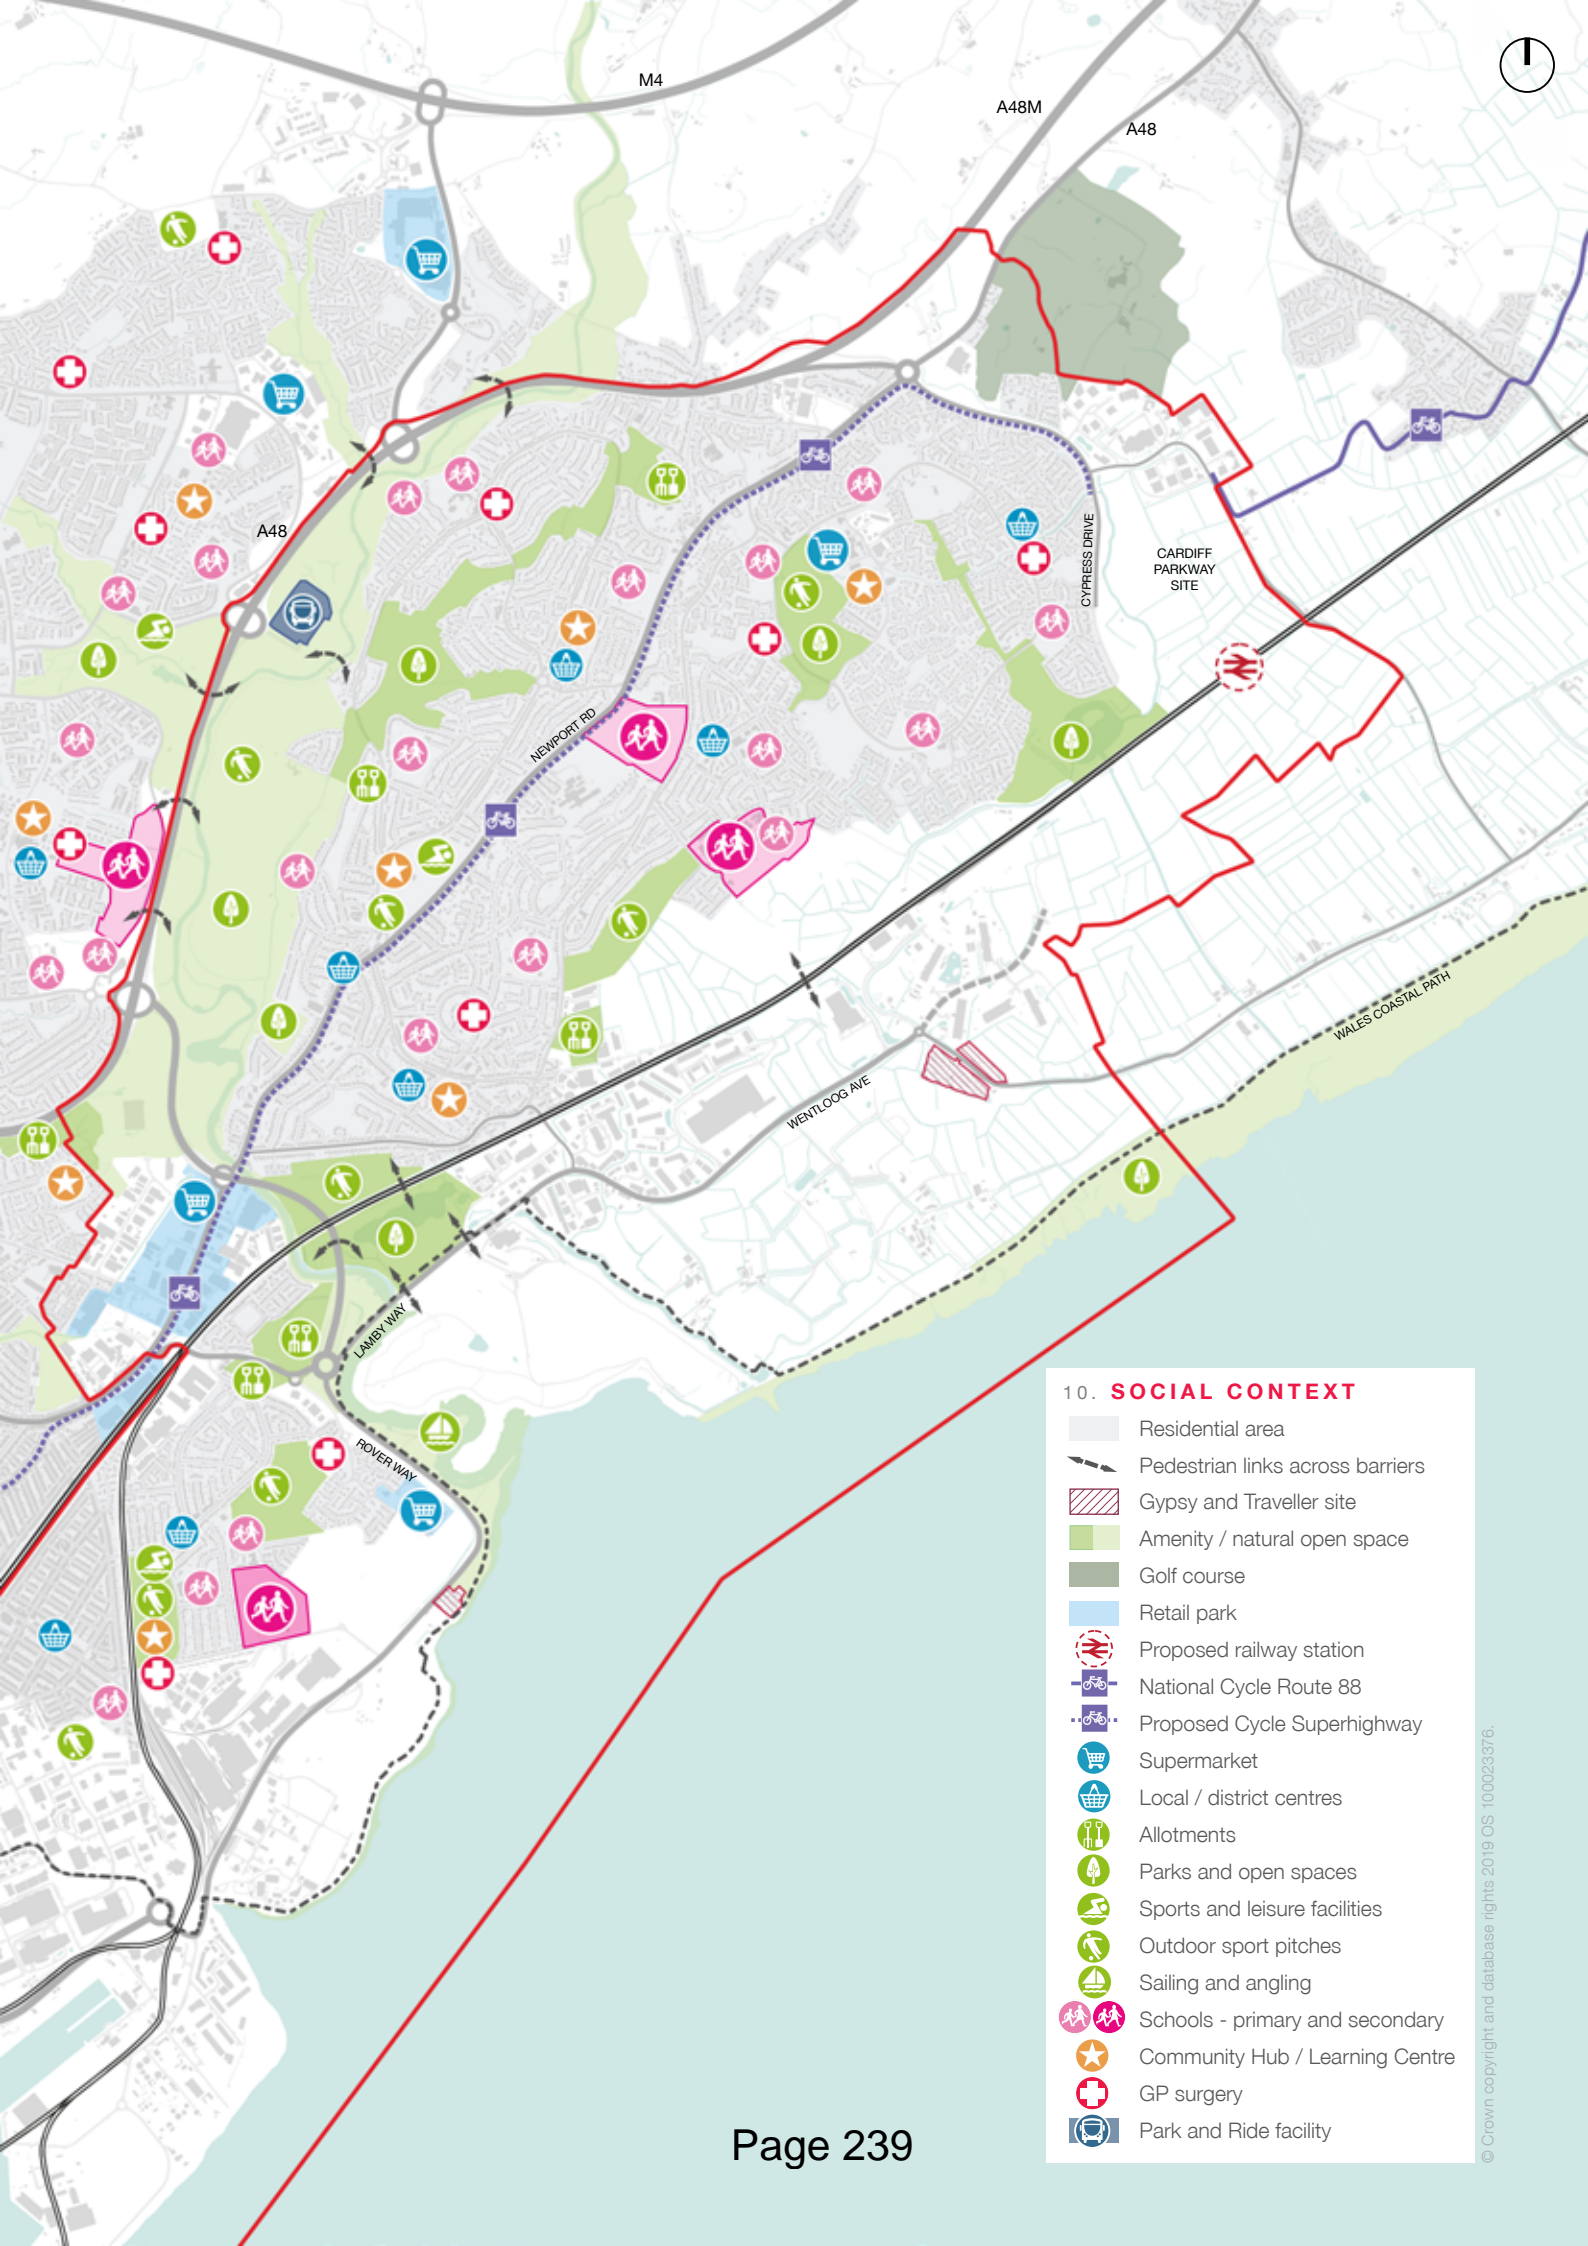 M4
A48M
A48
A48
CYPRESS DRIVE
CARDIFF
PARKWAY
SITE
NEWPORT RD
WALES COASTAL PATH
WENTLOOG AVE
LAMBY WAY
ROVER WAY
10. SOCIAL CONTEXT
Residential area
Pedestrian links across barriers
Gypsy and Traveller site
Amenity / natural open space
Golf course
Retail park
Proposed railway station
National Cycle Route 88
Proposed Cycle Superhighway
Supermarket
Local / district centres
Allotments
Parks and open spaces
Sports and leisure facilities
Outdoor sport pitches
Sailing and angling
Schools - primary and secondary
Community Hub / Learning Centre
GP surgery
Park and Ride facility
© Crown copyright and database rights 2019 OS 100023376.
Page 239